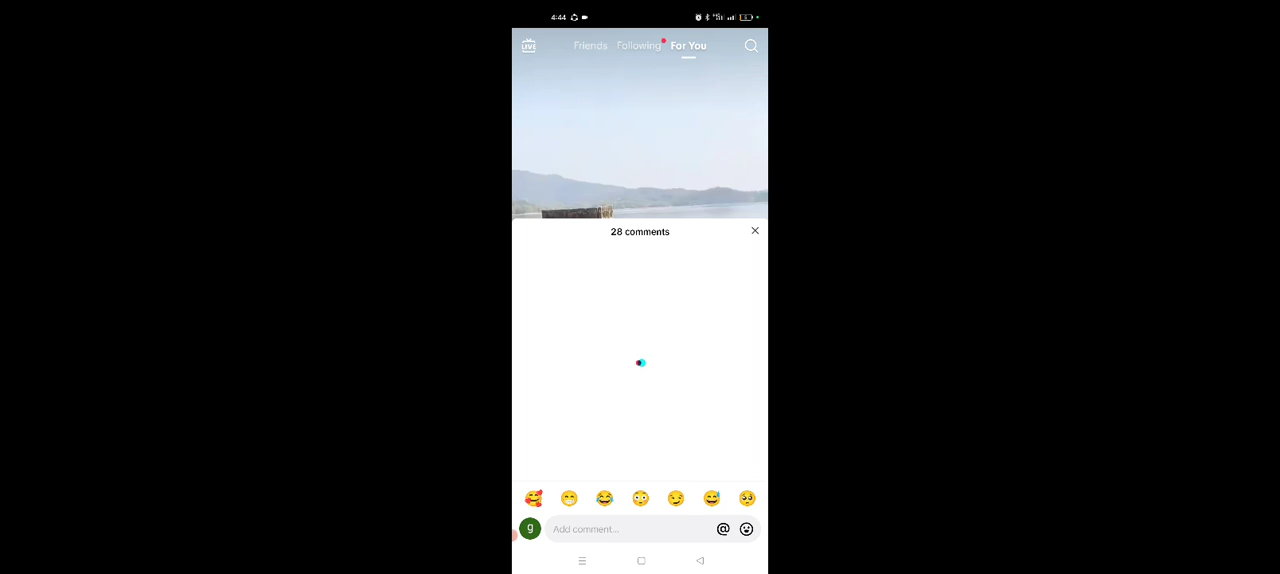 4:44
LIVE
Friends Following For You
28 comments
g Add comment... @